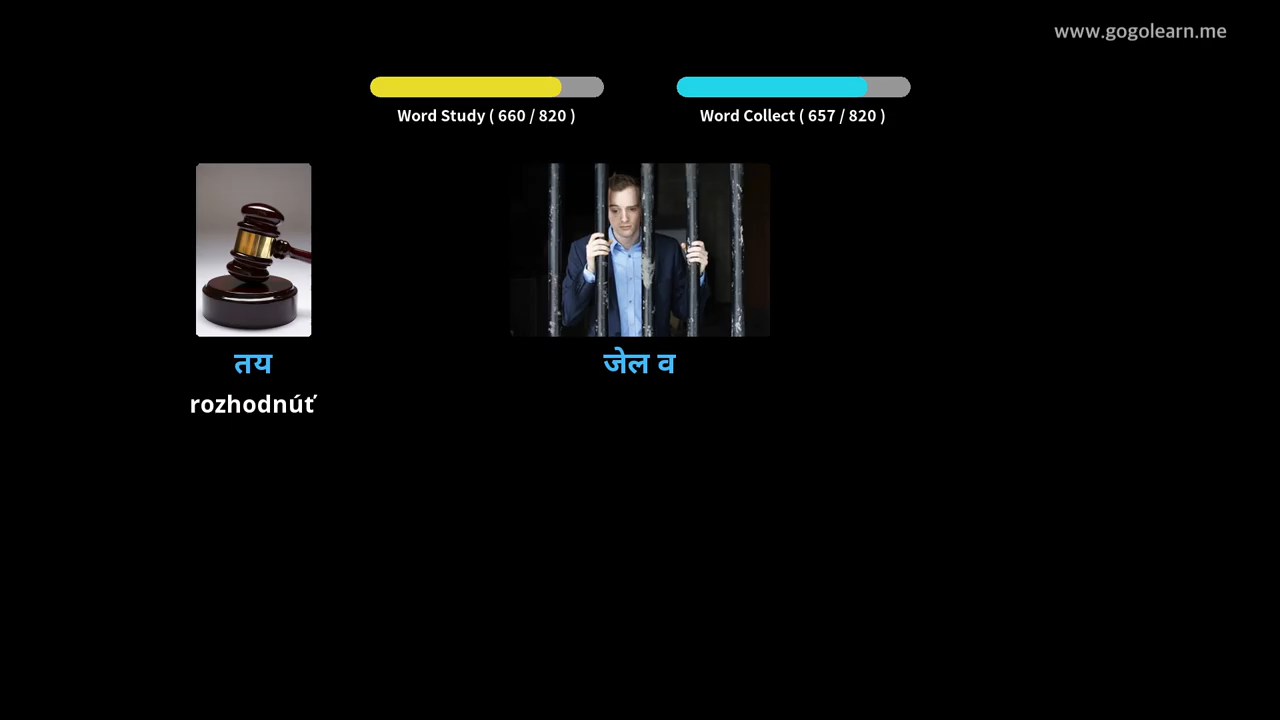 www.gogolearn.me
Word Study ( 660 / 820 )
Word Collect ( 657 / 820 )
तय
जेल व
rozhodnúť